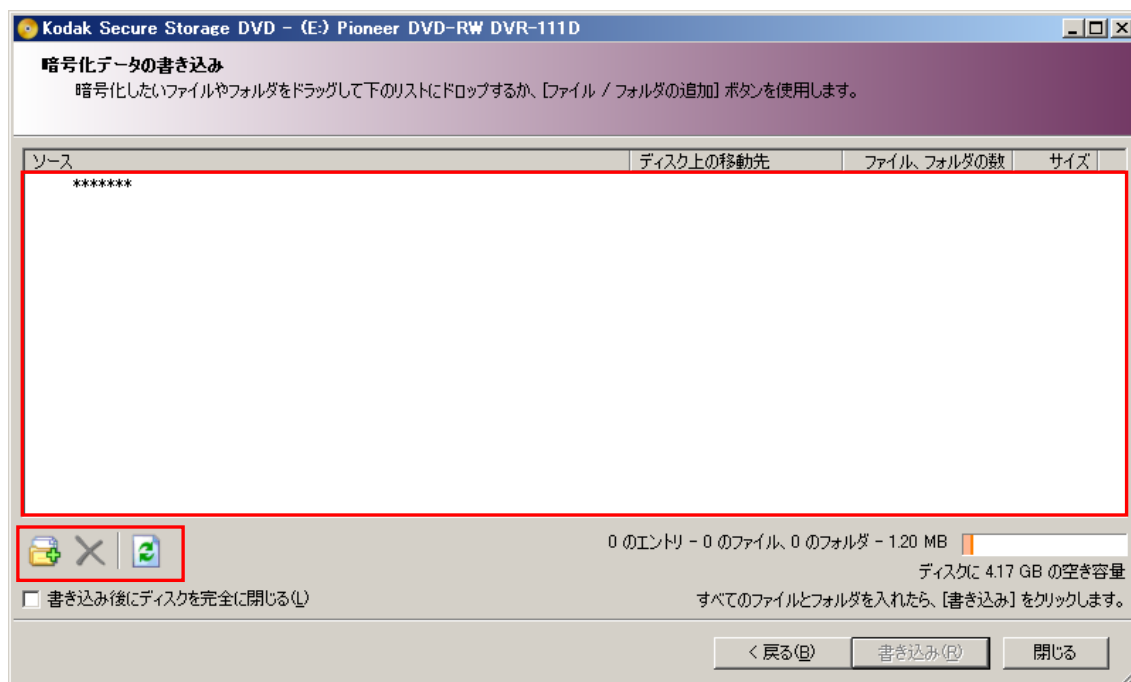 Kodak Secure Storage DVD - (E:) Pioneer DVD-RW DVR-111D
暗号化データの書き込み
暗号化したいファイルやフォルダをドラッグして下のリストにドロップするか、[ファイル / フォルダの追加] ボタンを使用します。
ソース ディスク上の移動先 ファイル、フォルダの数 サイズ
*******
0 のエントリ - 0 のファイル、0 のフォルダ - 1.20 MB
ディスクに 4.17 GB の空き容量
書き込み後にディスクを完全に閉じる(L) すべてのファイルとフォルダを入れたら、[書き込み] をクリックします。
< 戻る(B) 書き込み(R) 閉じる